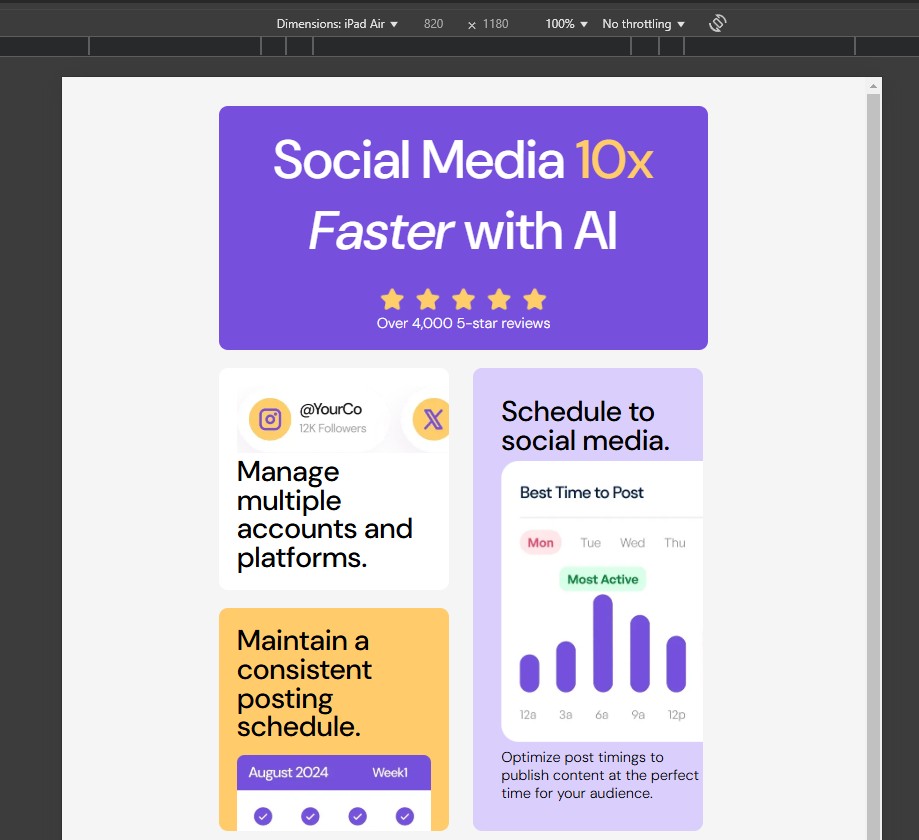 Dimensions: iPad Air ▼ 820 × 1180 100% ▼ No throttling ▼
Social Media 10x
Faster with AI
Over 4,000 5-star reviews
@YourCo
12K Followers
Manage
multiple
accounts and
platforms.
Maintain a
consistent
posting
schedule.
August 2024 Week1
Schedule to
social media.
Best Time to Post
Mon Tue Wed Thu
Most Active
12a 3a 6a 9a 12p
Optimize post timings to
publish content at the perfect
time for your audience.